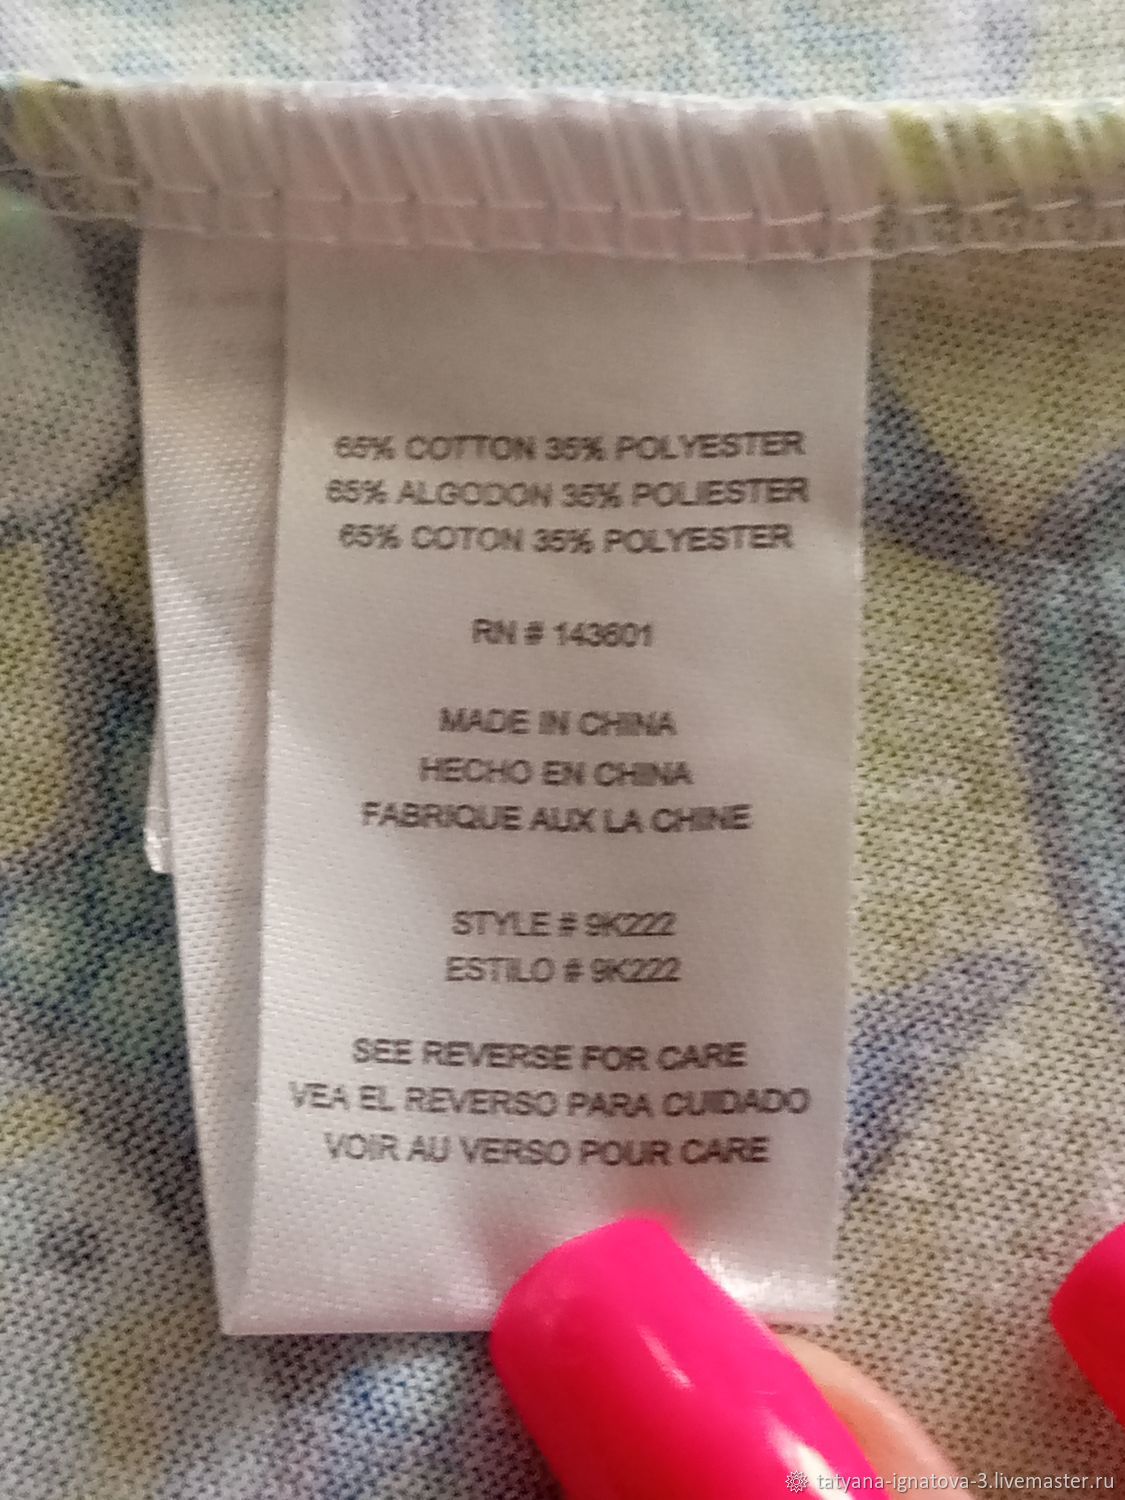 65% COTTON 35% POLYESTER
65% ALGODON 35% POLIESTER
65% COTON 35% POLYESTER
RN # 143601
MADE IN CHINA
HECHO EN CHINA
FABRIQUE AUX LA CHINE
STYLE # 9K222
ESTILO # 9K222
SEE REVERSE FOR CARE
VEA EL REVERSO PARA CUIDADO
VOIR AU VERSO POUR CARE
tatyana-ignatova-3.livemaster.ru